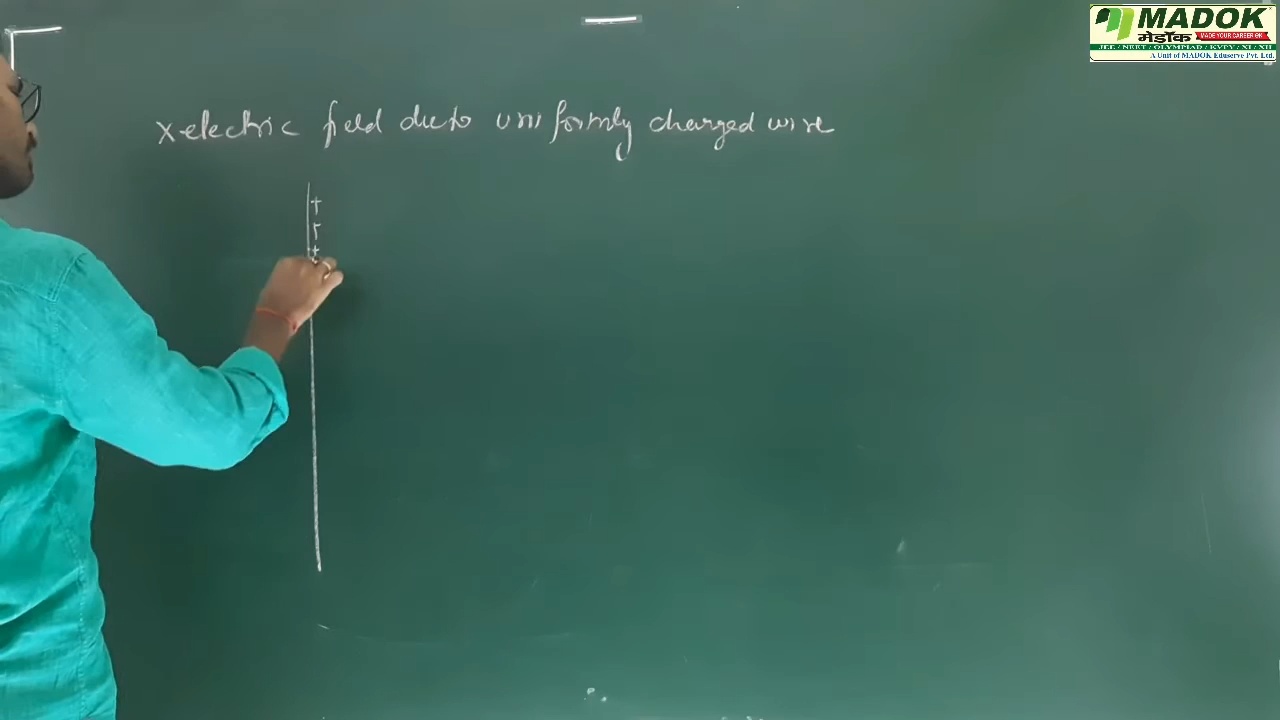 MADOK
मेडॉक MADE YOUR CAREER ON
JEE / NEET / OLYMPIAD / KVPY / XI / XII
A Unit of MADOK Eduserve Pvt. Ltd.
x electric field due to uniformly charged wire
+
+
+